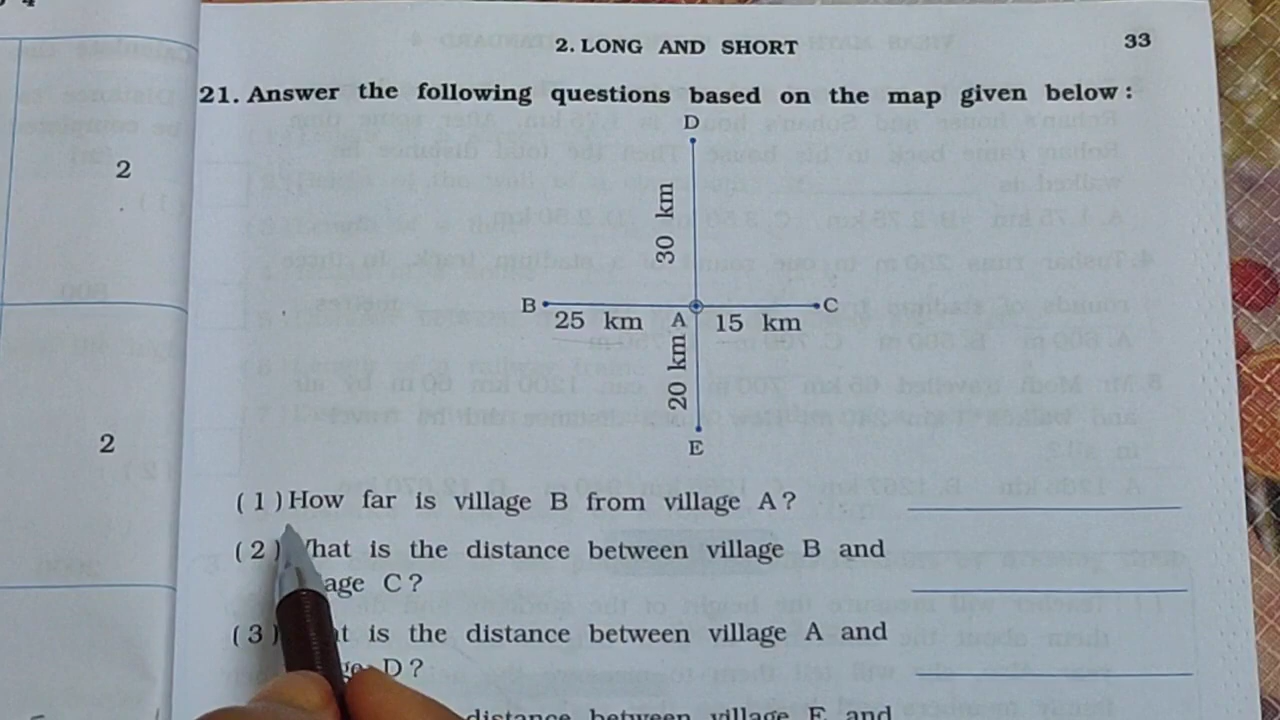 2. LONG AND SHORT
33
21. Answer the following questions based on the map given below :
D
30 km
B
C
25 km
A
15 km
20 km
E
2
2
( 1 ) How far is village B from village A ?
( 2 ) What is the distance between village B and
age C ?
( 3 ) is the distance between village A and
D ?
distance between village E and